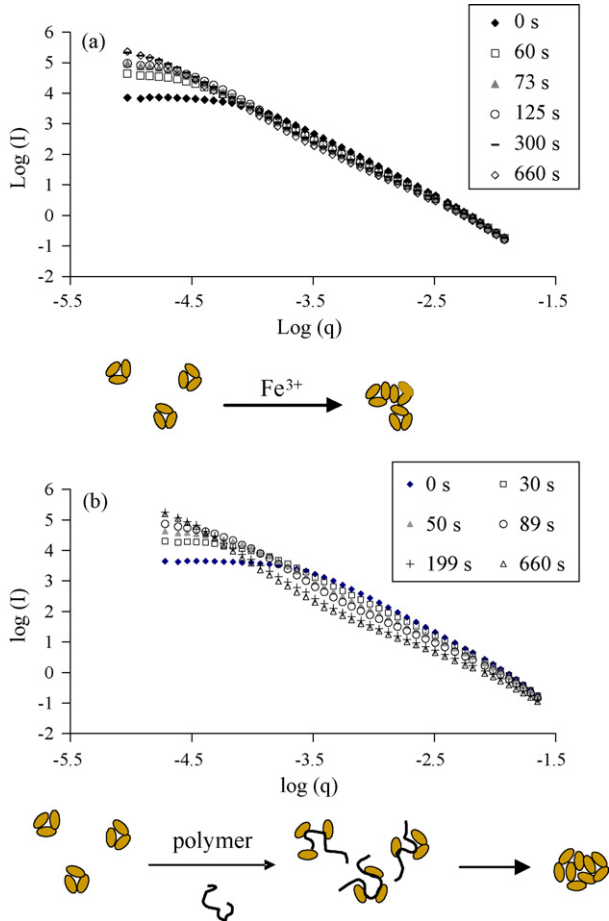 (a)
0 s
60 s
73 s
125 s
300 s
660 s
6
5
4
3
2
1
0
-1
-2
Log (I)
-5.5 -4.5 -3.5 -2.5 -1.5
Log (q)
Fe³⁺
(b)
0 s 30 s
50 s 89 s
199 s 660 s
6
5
4
3
2
1
0
-1
-2
log (I)
-5.5 -4.5 -3.5 -2.5 -1.5
log (q)
polymer